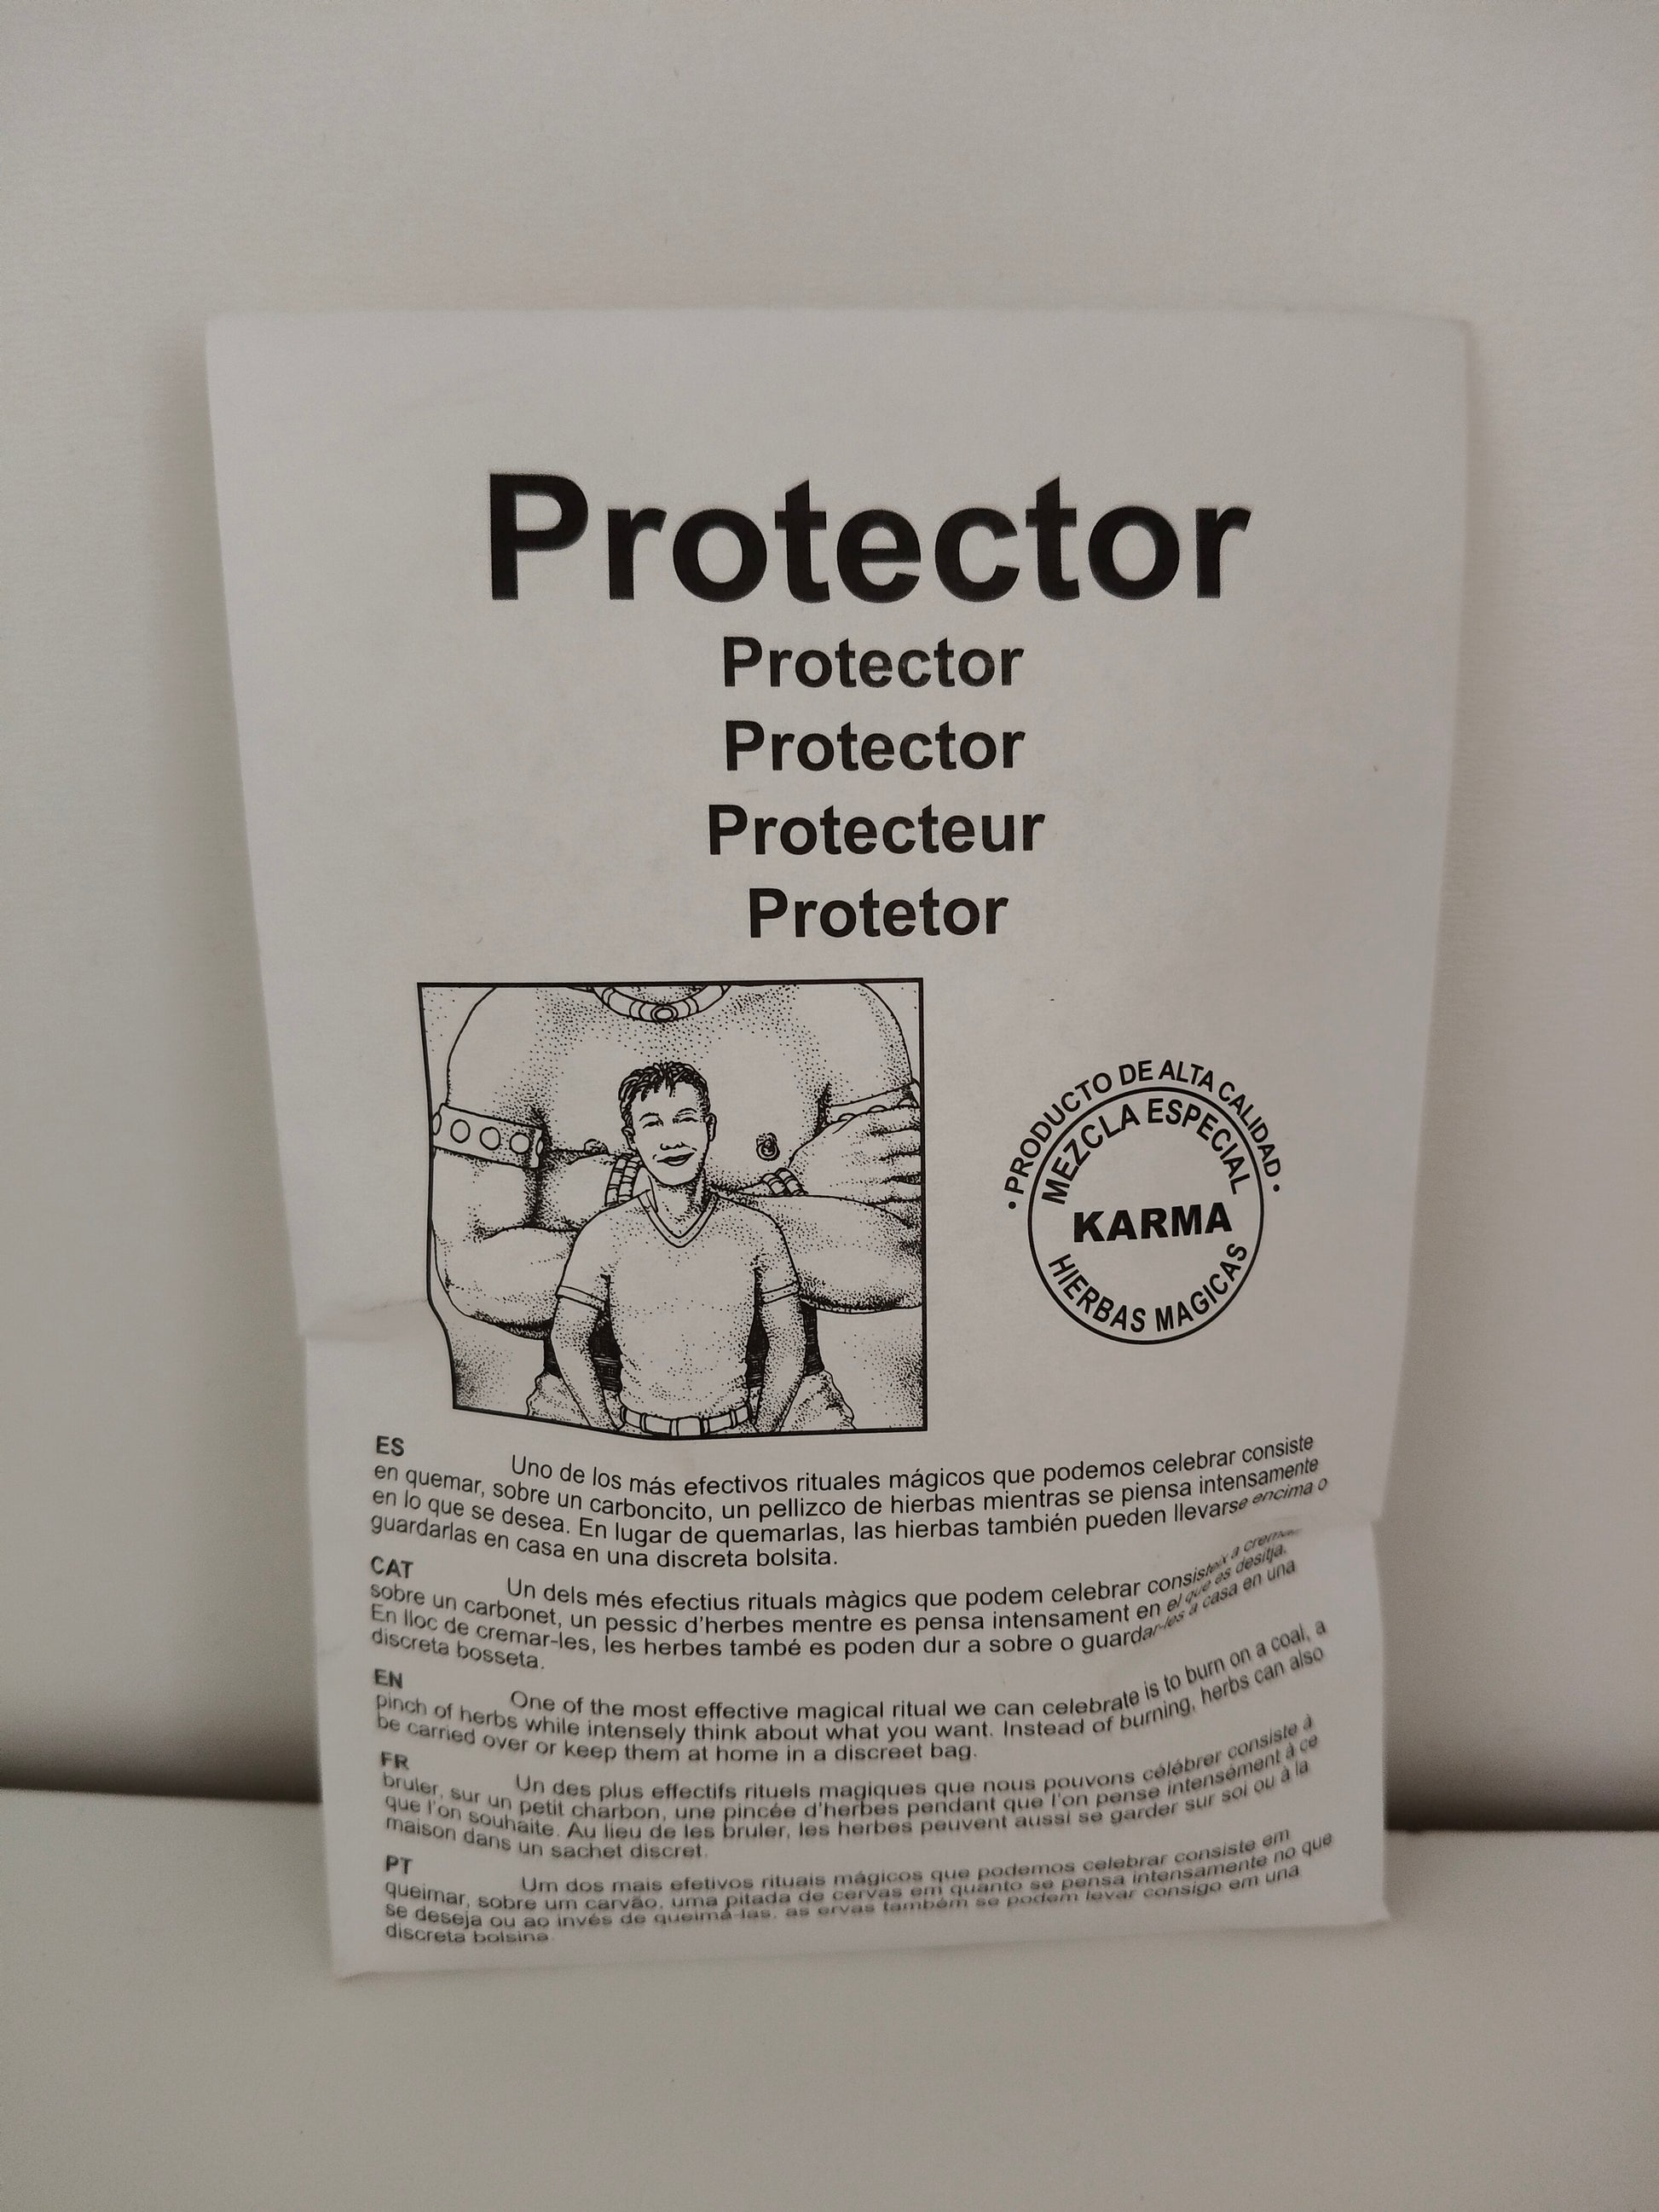 Protector
Protector
Protector
Protecteur
Protetor
• PRODUCTO DE ALTA CALIDAD •
MEZCLA ESPECIAL
KARMA
HIERBAS MAGICAS
ES
Uno de los más efectivos rituales mágicos que podemos celebrar consiste
en quemar, sobre un carboncito, un pellizco de hierbas mientras se piensa intensamente
en lo que se desea. En lugar de quemarlas, las hierbas también pueden llevarse encima o
guardarlas en casa en una discreta bolsita.
CAT
Un dels més efectius rituals màgics que podem celebrar consisteix a cremar
sobre un carbonet, un pessic d'herbes mentre es pensa intensament en el que es desitja.
En lloc de cremar-les, les herbes també es poden dur a sobre o guardar-les a casa en una
discreta bosseta.
EN
One of the most effective magical ritual we can celebrate is to burn on a coal, a
pinch of herbs while intensely think about what you want. Instead of burning, herbs can also
be carried over or keep them at home in a discreet bag.
FR
Un des plus effectifs rituels magiques que nous pouvons célébrer consiste à
bruler, sur un petit charbon, une pincée d'herbes pendant que l'on pense intensément à ce
que l'on souhaite. Au lieu de les bruler, les herbes peuvent aussi se garder sur soi ou à la
maison dans un sachet discret.
PT
Um dos mais efetivos rituais mágicos que podemos celebrar consiste em
queimar, sobre um carvão, uma pitada de cervas em quanto se pensa intensamente no que
se deseja ou ao invés de queimá-las, as ervas também se podem levar consigo em una
discreta bolsina